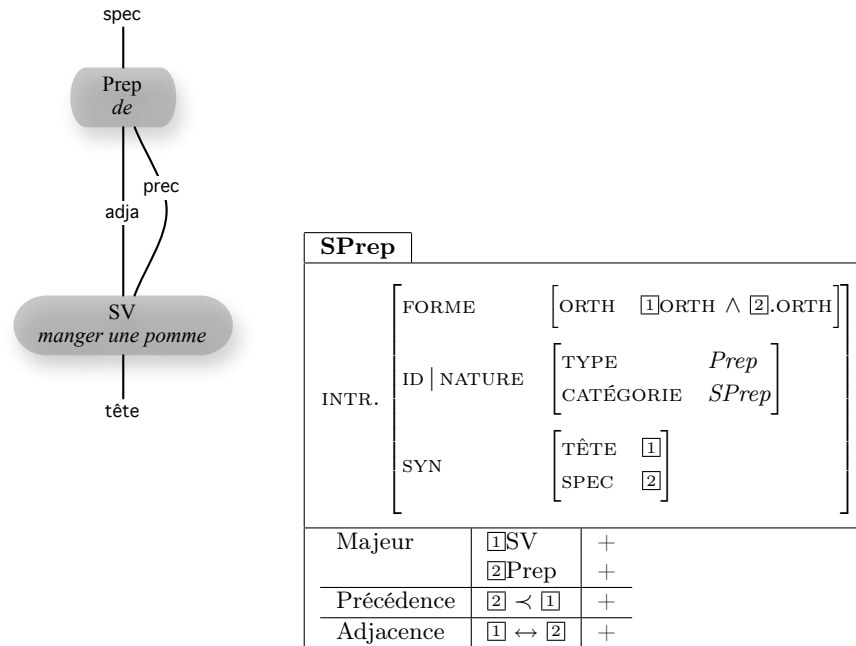 spec
Prep
de
prec
adja
SV
manger une pomme
tête
SPrep
INTR.
FORME [ORTH 1ORTH ∧ 2.ORTH]
ID | NATURE [TYPE Prep
CATÉGORIE SPrep]
SYN [TÊTE 1
SPEC 2]
Majeur 1SV +
2Prep +
Précédence 2 ≺ 1 +
Adjacence 1 ↔ 2 +